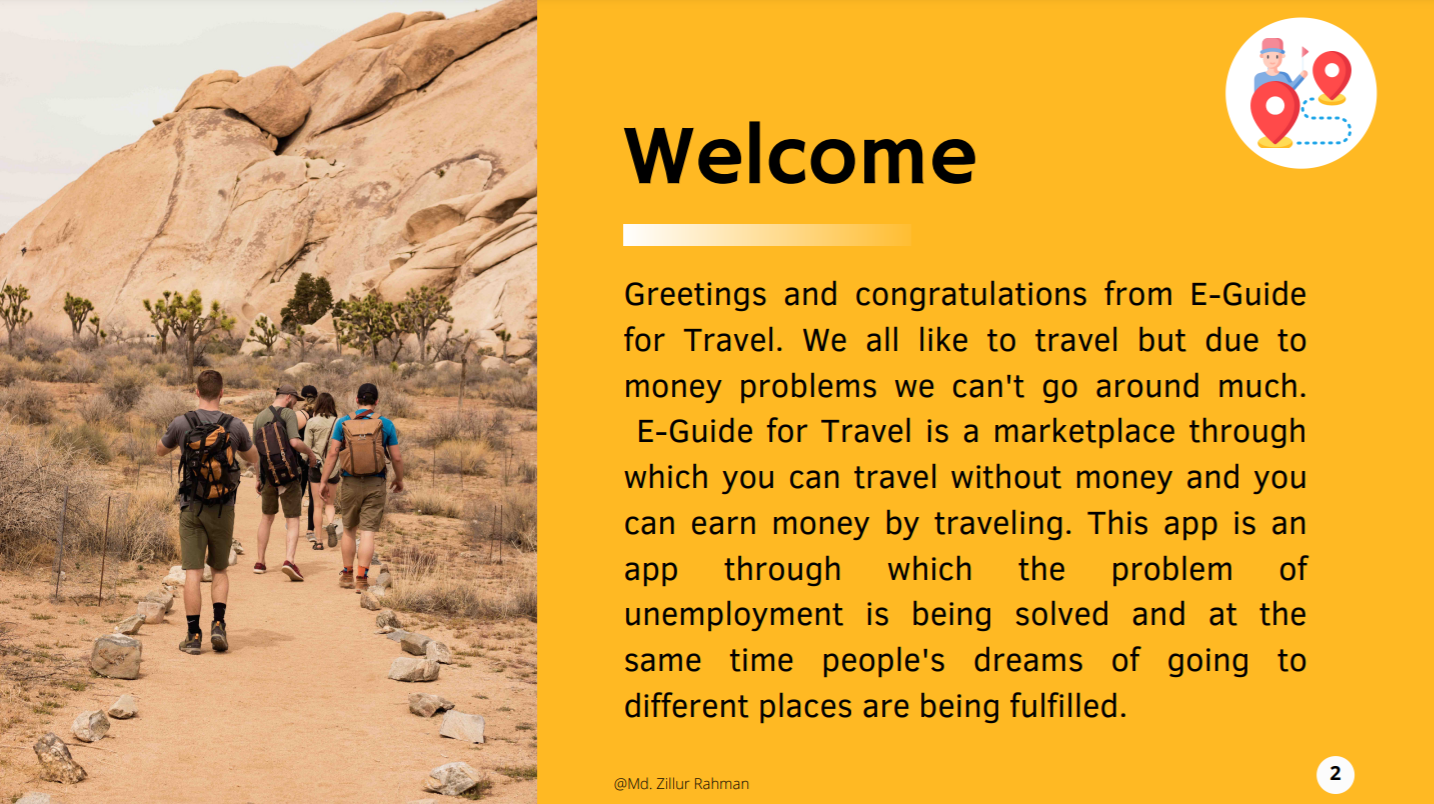 Welcome
Greetings and congratulations from E-Guide
for Travel. We all like to travel but due to
money problems we can't go around much.
E-Guide for Travel is a marketplace through
which you can travel without money and you
can earn money by traveling. This app is an
app through which the problem of
unemployment is being solved and at the
same time people's dreams of going to
different places are being fulfilled.
@Md. Zillur Rahman
2